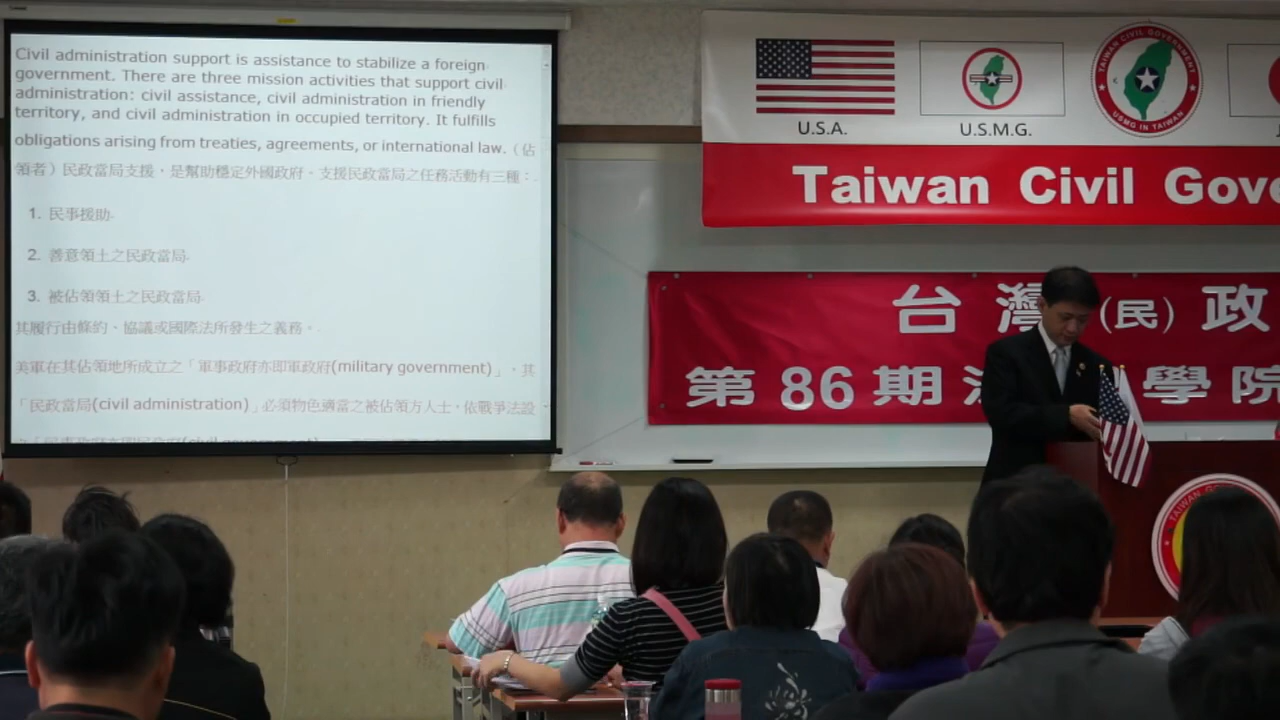 Civil administration support is assistance to stabilize a foreign
government. There are three mission activities that support civil
administration: civil assistance, civil administration in friendly
territory, and civil administration in occupied territory. It fulfills
obligations arising from treaties, agreements, or international law.（佔
領者）民政當局支援，是幫助穩定外國政府。支援民政當局之任務活動有三種：
1. 民事援助
2. 善意領土之民政當局
3. 被佔領領土之民政當局
其履行由條約、協議或國際法所發生之義務。
美軍在其佔領地所成立之「軍事政府亦即軍政府(military government)」，其
「民政當局(civil administration)」必須物色適當之被佔領方人士，依戰爭法設
U.S.A.
U.S.M.G.
TAIWAN CIVIL GOVERNMENT
USMG IN TAIWAN
Taiwan Civil Gove
台灣(民)政
第86期 學院
TAIWAN